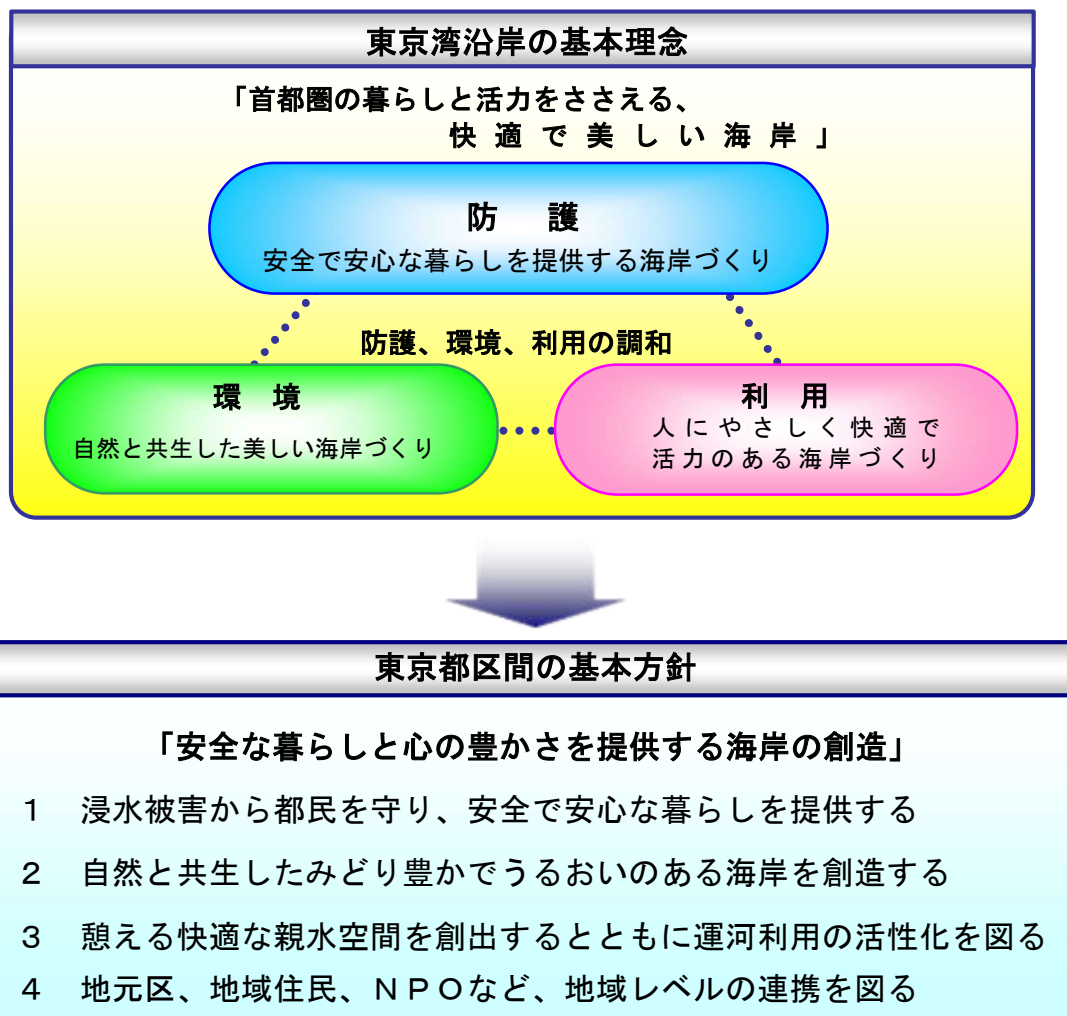 東京湾沿岸の基本理念
「首都圏の暮らしと活力をささえる、
快適で美しい海岸」
防　護
安全で安心な暮らしを提供する海岸づくり
防護、環境、利用の調和
環　境
自然と共生した美しい海岸づくり
利　用
人にやさしく快適で
活力のある海岸づくり
東京都区間の基本方針
「安全な暮らしと心の豊かさを提供する海岸の創造」
１　浸水被害から都民を守り、安全で安心な暮らしを提供する
２　自然と共生したみどり豊かでうるおいのある海岸を創造する
３　憩える快適な親水空間を創出するとともに運河利用の活性化を図る
４　地元区、地域住民、ＮＰＯなど、地域レベルの連携を図る